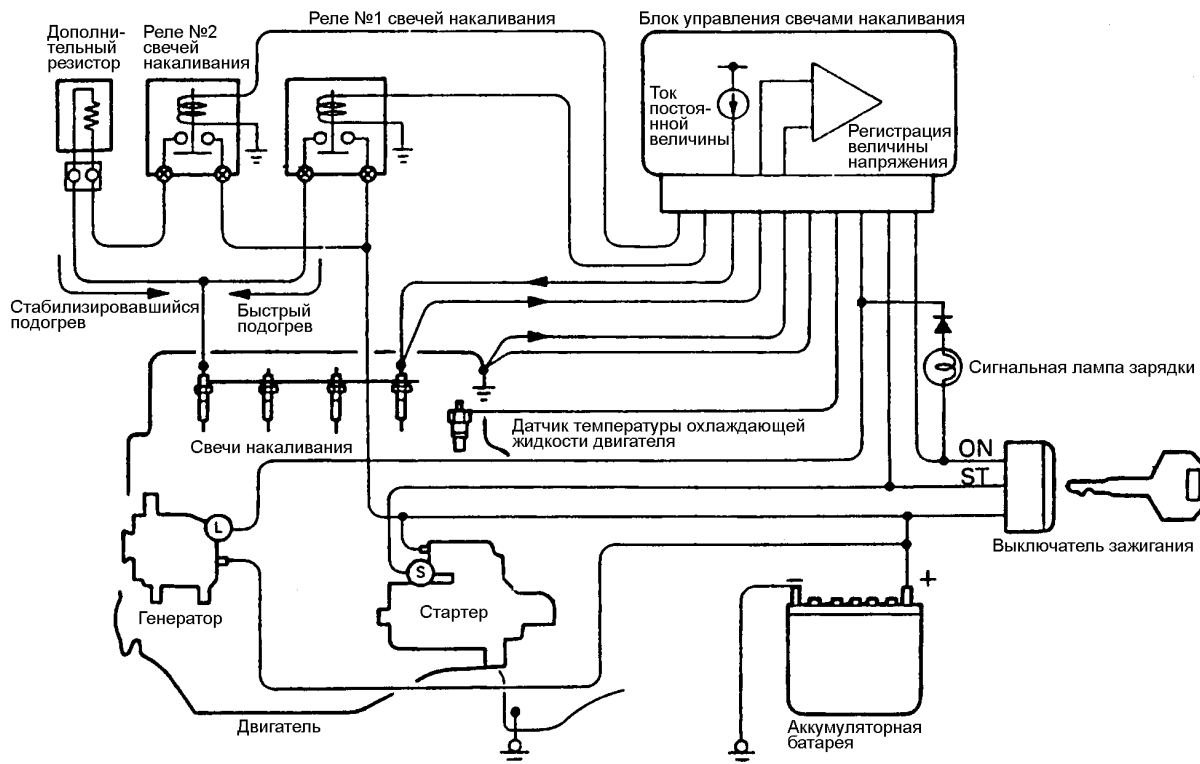 Реле №1 свечей накаливания
Блок управления свечами накаливания
Дополни-
тельный
резистор
Реле №2
свечей
накаливания
Ток
постоя-
нной
величины
Регистрация
величины
напряжения
Стабилизировавшийся
подогрев
Быстрый
подогрев
Сигнальная лампа зарядки
Свечи накаливания
Датчик температуры охлаждающей
жидкости двигателя
ON
ST
L
Выключатель зажигания
S
Генератор
Стартер
–
+
Двигатель
Аккумуляторная
батарея